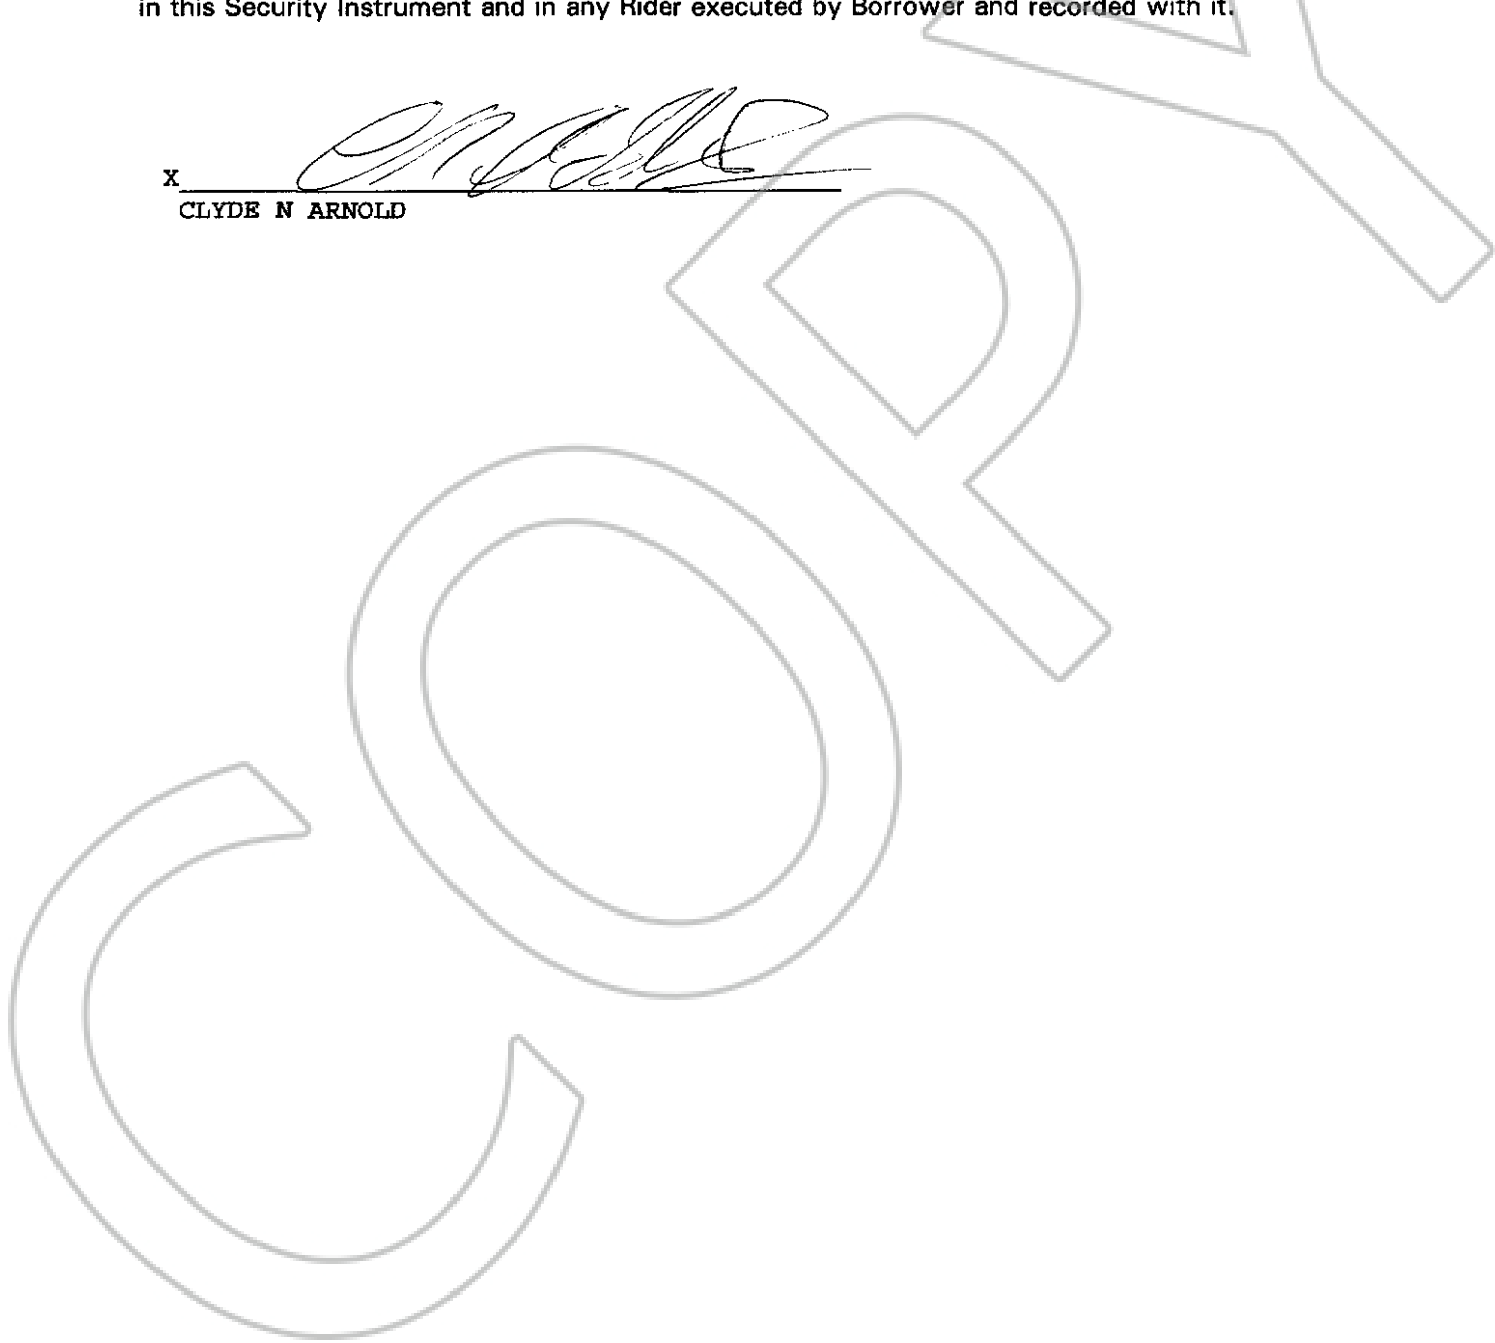 in this Security Instrument and in any Rider executed by Borrower and recorded with it.
X
CLYDE N ARNOLD
COPY